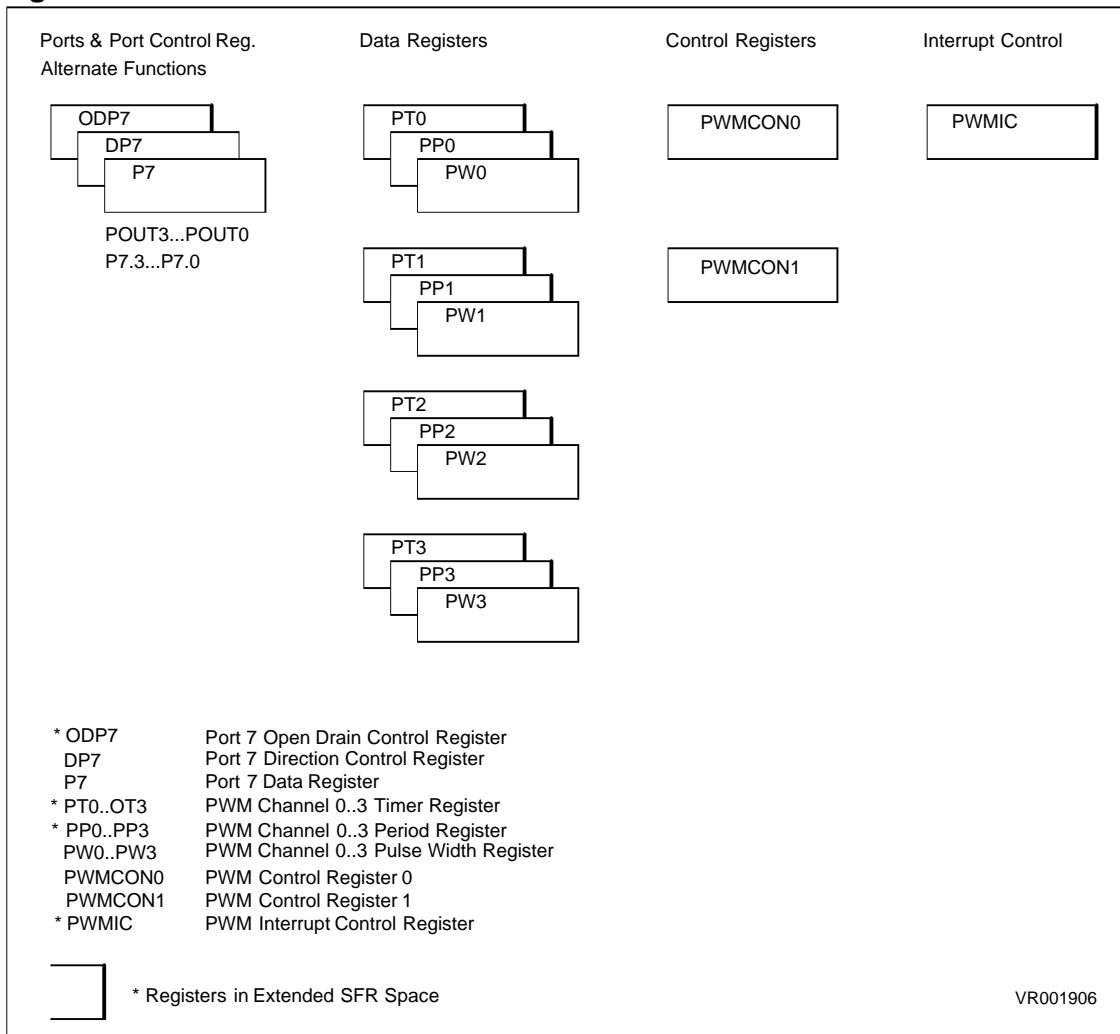 Ports & Port Control Reg.
Alternate Functions
Data Registers
Control Registers
Interrupt Control
ODP7
DP7
P7
POUT3...POUT0
P7.3...P7.0
PT0
PP0
PW0
PT1
PP1
PW1
PT2
PP2
PW2
PT3
PP3
PW3
PWMCON0
PWMCON1
PWMIC
* ODP7 Port 7 Open Drain Control Register
DP7 Port 7 Direction Control Register
P7 Port 7 Data Register
* PT0..OT3 PWM Channel 0..3 Timer Register
* PP0..PP3 PWM Channel 0..3 Period Register
PW0..PW3 PWM Channel 0..3 Pulse Width Register
PWMCON0 PWM Control Register 0
PWMCON1 PWM Control Register 1
* PWMIC PWM Interrupt Control Register
* Registers in Extended SFR Space
VR001906